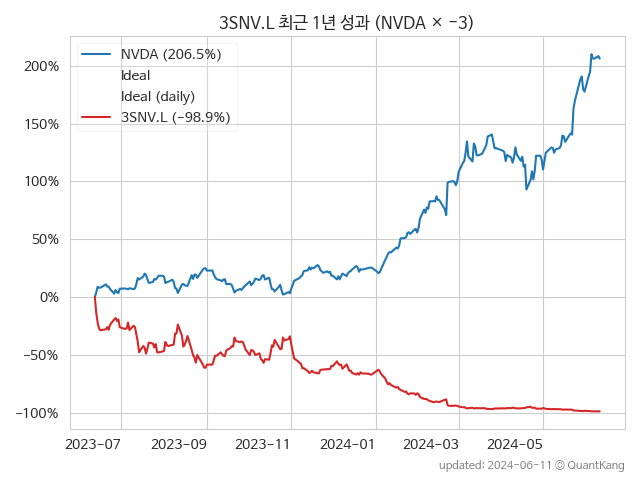 3SNV.L 최근 1년 성과 (NVDA × −3)
NVDA (206.5%)
Ideal
Ideal (daily)
3SNV.L (−98.9%)
200%
150%
100%
50%
0%
−50%
−100%
2023-07
2023-09
2023-11
2024-01
2024-03
2024-05
updated: 2024-06-11 © QuantKang